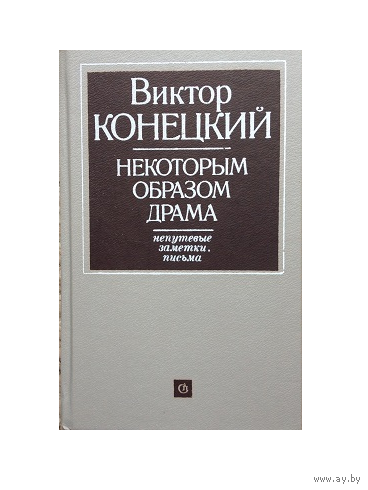 Виктор
КОНЕЦКИЙ
НЕКОТОРЫМ
ОБРАЗОМ
ДРАМА
непутевые
заметки.
письма
www.ay.by